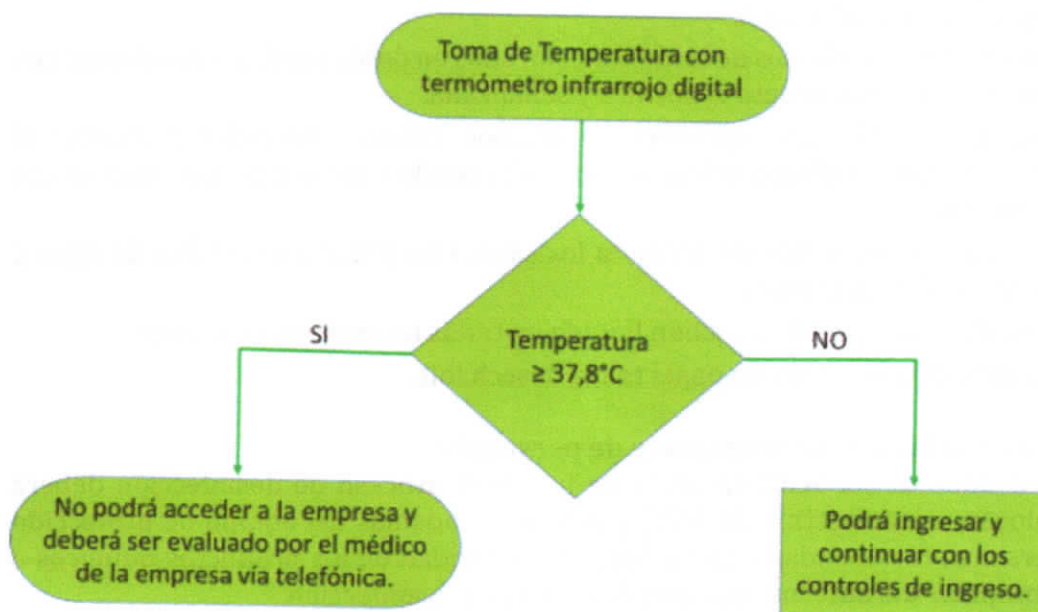 Toma de Temperatura con
termómetro infrarrojo digital
SI
Temperatura
≥ 37,8°C
NO
No podrá acceder a la empresa y
deberá ser evaluado por el médico
de la empresa vía telefónica.
Podrá ingresar y
continuar con los
controles de ingreso.